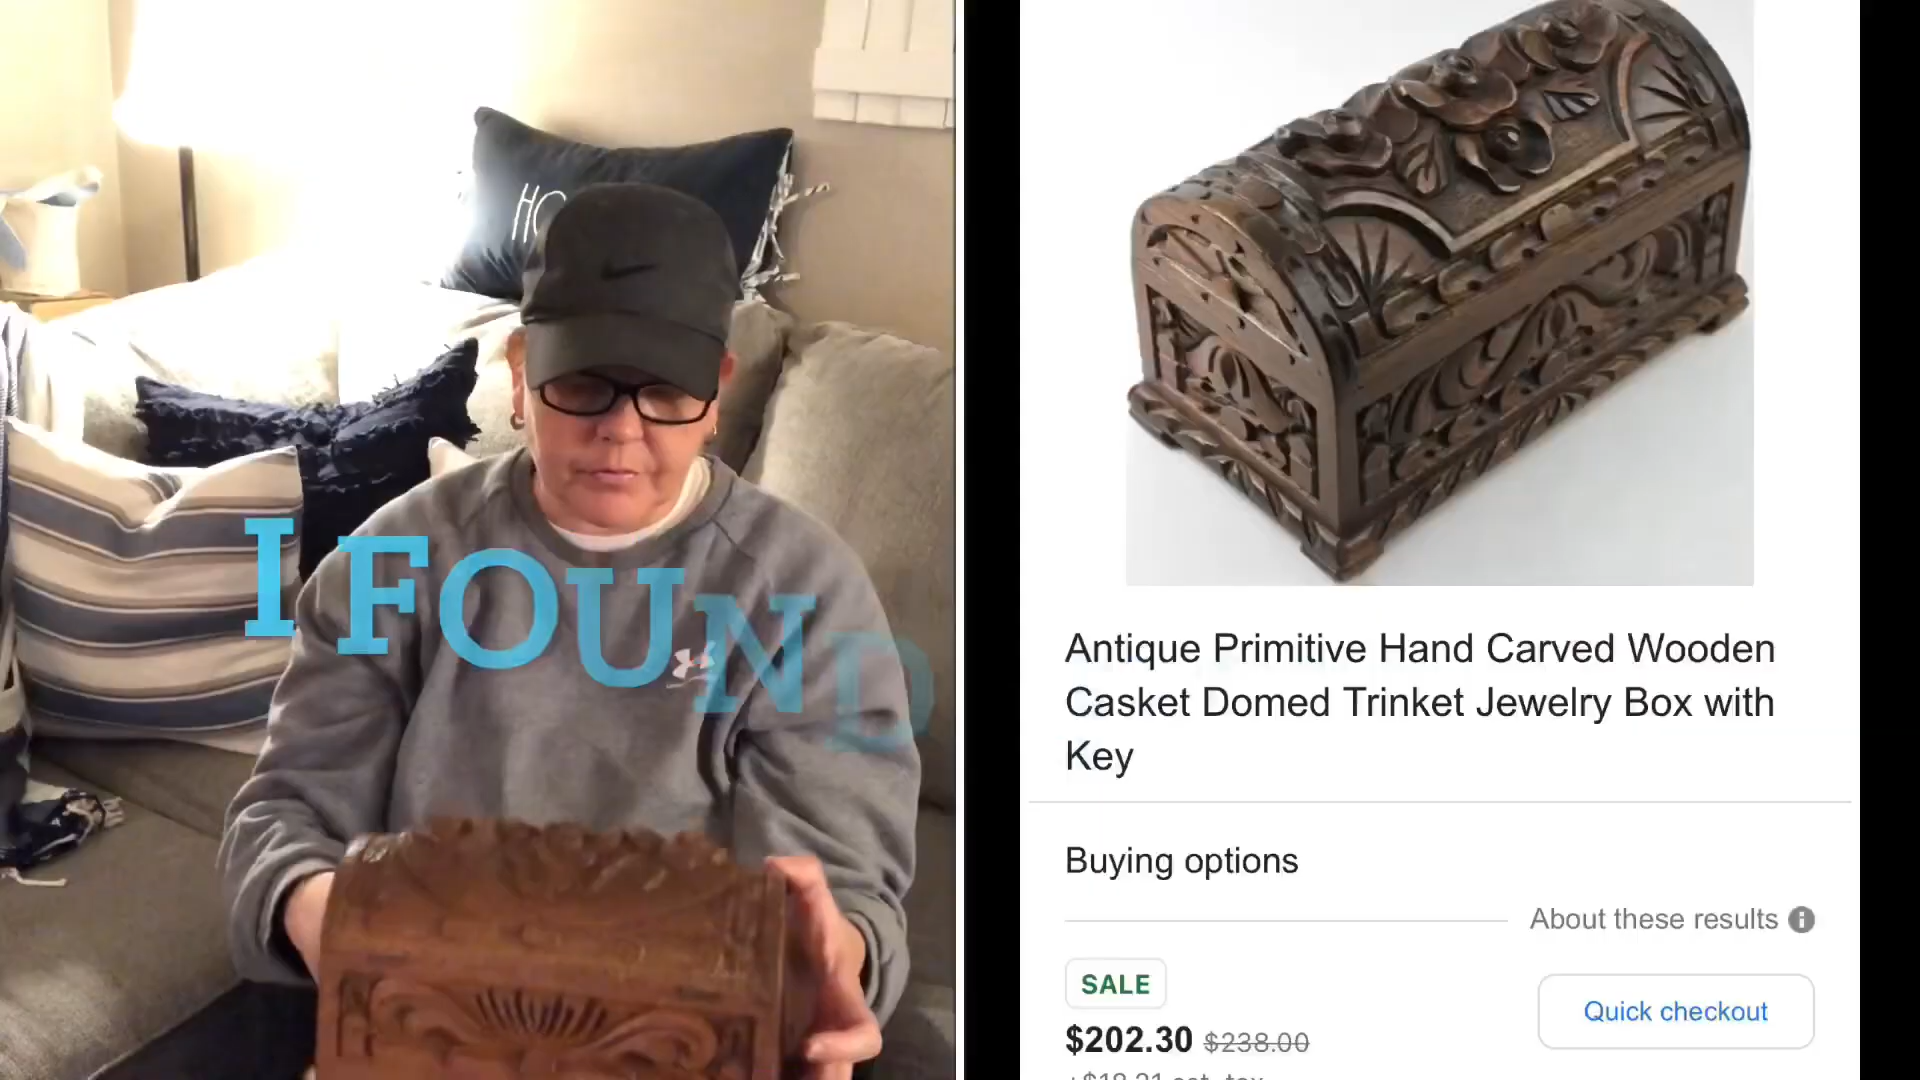 HO
I FOUND
Antique Primitive Hand Carved Wooden
Casket Domed Trinket Jewelry Box with
Key
Buying options
About these results
SALE
Quick checkout
$202.30 $238.00